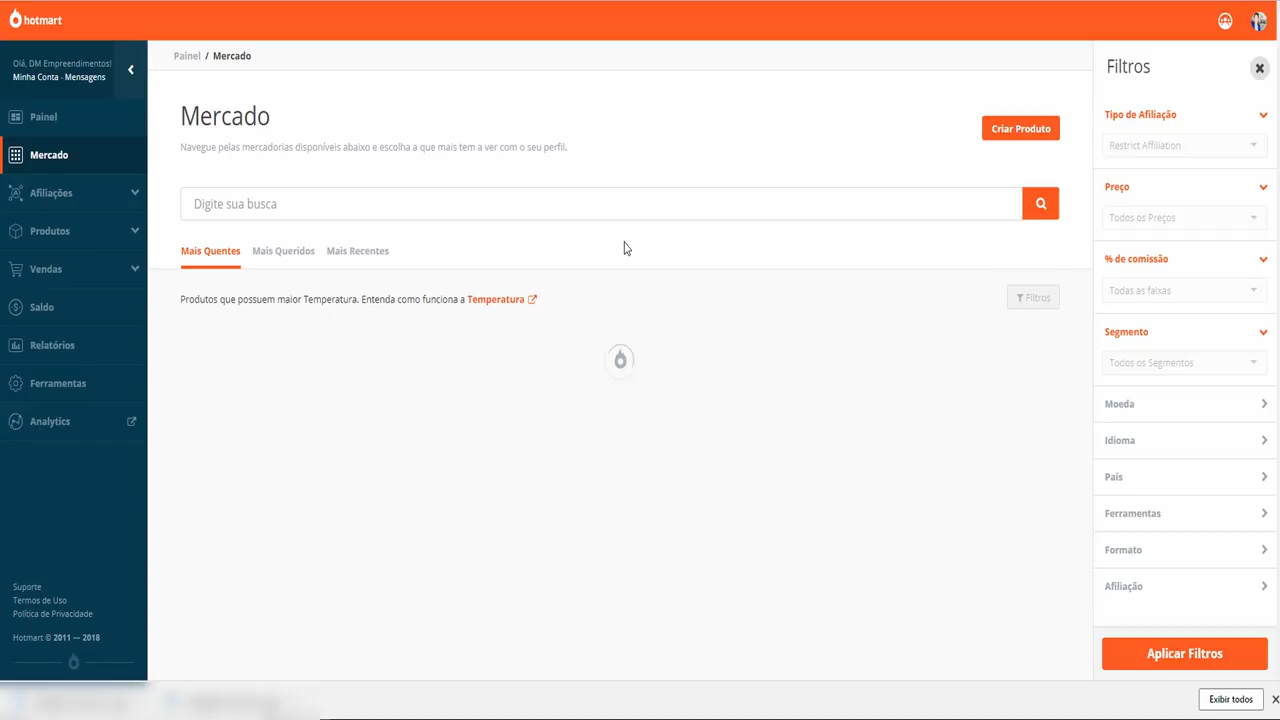 hotmart
Olá, DM Empreendimentos!
Minha Conta - Mensagens
Painel
Mercado
Afiliações
Produtos
Vendas
Saldo
Relatórios
Ferramentas
Analytics
Suporte
Termos de Uso
Política de Privacidade
Hotmart © 2011 — 2018
Painel / Mercado
Mercado
Criar Produto
Navegue pelas mercadorias disponíveis abaixo e escolha a que mais tem a ver com o seu perfil.
Digite sua busca
Mais Quentes Mais Queridos Mais Recentes
Produtos que possuem maior Temperatura. Entenda como funciona a Temperatura
Filtros
Filtros
Tipo de Afiliação
Restrict Affiliation
Preço
Todos os Preços
% de comissão
Todas as faixas
Segmento
Todos os Segmentos
Moeda
Idioma
País
Ferramentas
Formato
Afiliação
Aplicar Filtros
Exibir todos